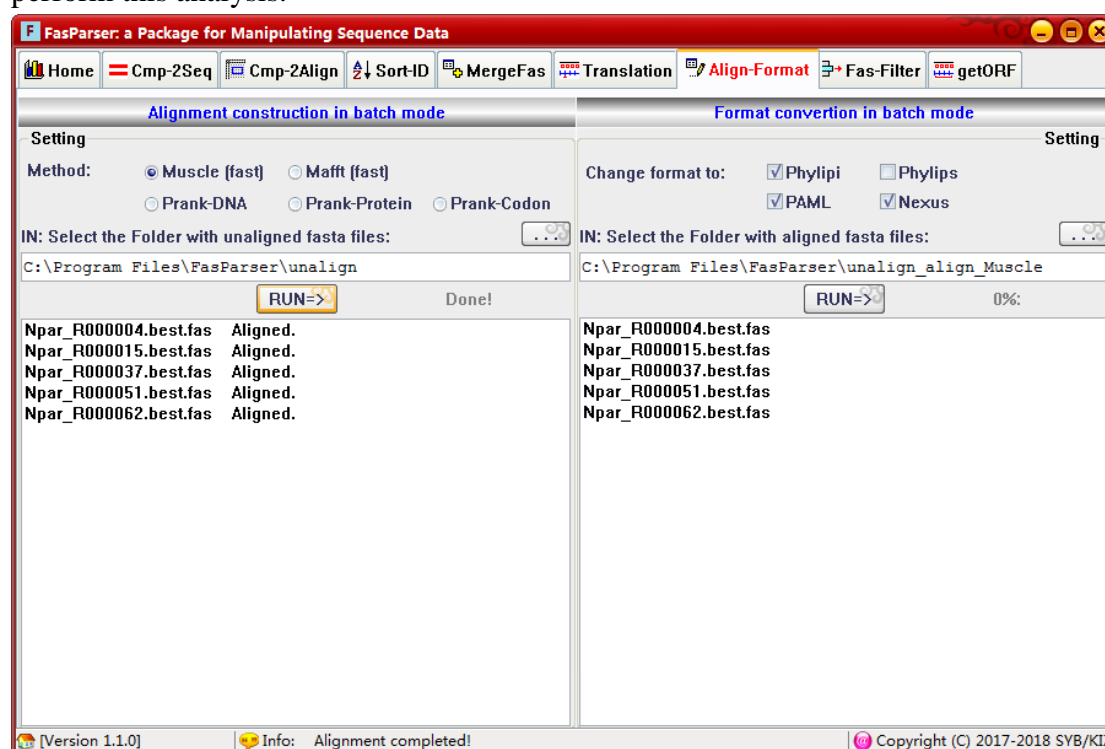 perform this analysis.
FasParser: a Package for Manipulating Sequence Data
Home Cmp-2Seq Cmp-2Align Sort-ID MergeFas Translation Align-Format Fas-Filter getORF
Alignment construction in batch mode
Setting
Method: Muscle (fast) Mafft (fast)
Prank-DNA Prank-Protein Prank-Codon
IN: Select the Folder with unaligned fasta files: ...
C:\Program Files\FasParser\unalign
RUN=> Done!
Npar_R000004.best.fas Aligned.
Npar_R000015.best.fas Aligned.
Npar_R000037.best.fas Aligned.
Npar_R000051.best.fas Aligned.
Npar_R000062.best.fas Aligned.
Format convertion in batch mode
Setting
Change format to: Phylipi Phylips
PAML Nexus
IN: Select the Folder with aligned fasta files: ...
C:\Program Files\FasParser\unalign_align_Muscle
RUN=> 0%:
Npar_R000004.best.fas
Npar_R000015.best.fas
Npar_R000037.best.fas
Npar_R000051.best.fas
Npar_R000062.best.fas
[Version 1.1.0] Info: Alignment completed! Copyright (C) 2017-2018 SYB/KI